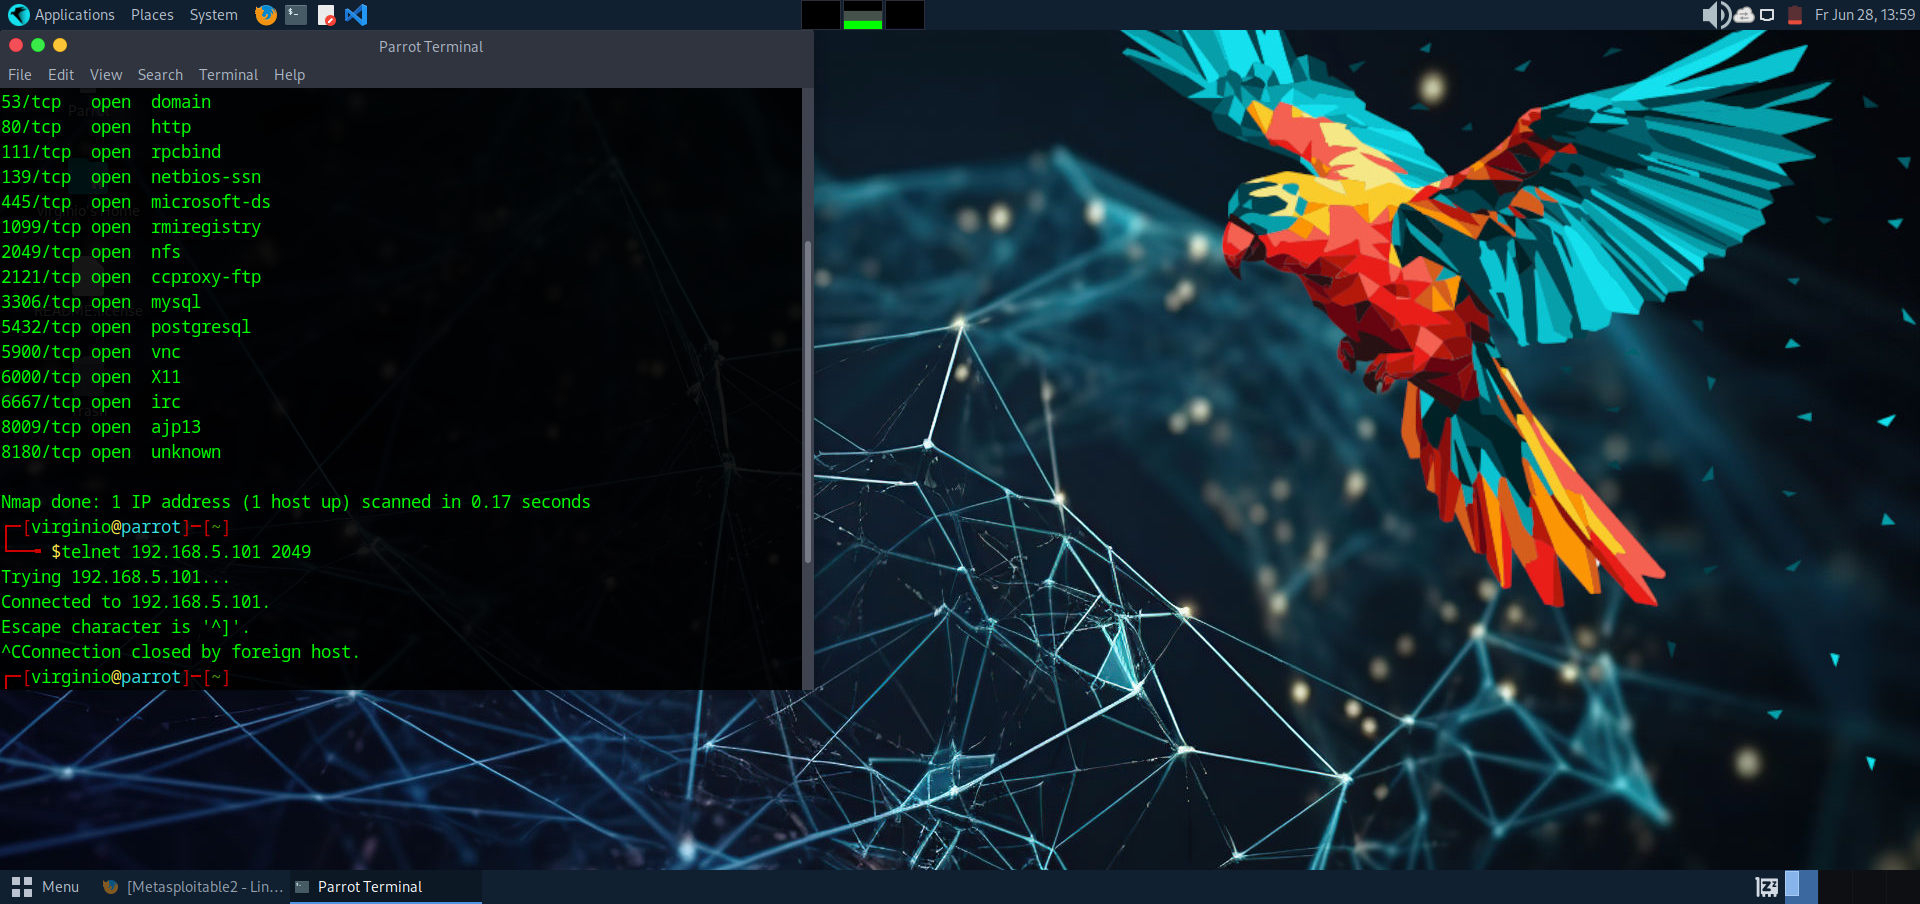 Applications Places System
Fr Jun 28, 13:59
Parrot Terminal
File Edit View Search Terminal Help
53/tcp open domain
80/tcp open http
111/tcp open rpcbind
139/tcp open netbios-ssn
445/tcp open microsoft-ds
1099/tcp open rmiregistry
2049/tcp open nfs
2121/tcp open ccproxy-ftp
3306/tcp open mysql
5432/tcp open postgresql
5900/tcp open vnc
6000/tcp open X11
6667/tcp open irc
8009/tcp open ajp13
8180/tcp open unknown
Nmap done: 1 IP address (1 host up) scanned in 0.17 seconds
┌─[virginio@parrot]─[~]
└──╼ $telnet 192.168.5.101 2049
Trying 192.168.5.101...
Connected to 192.168.5.101.
Escape character is '^]'.
^CConnection closed by foreign host.
┌─[virginio@parrot]─[~]
Menu [Metasploitable2 - Lin... Parrot Terminal